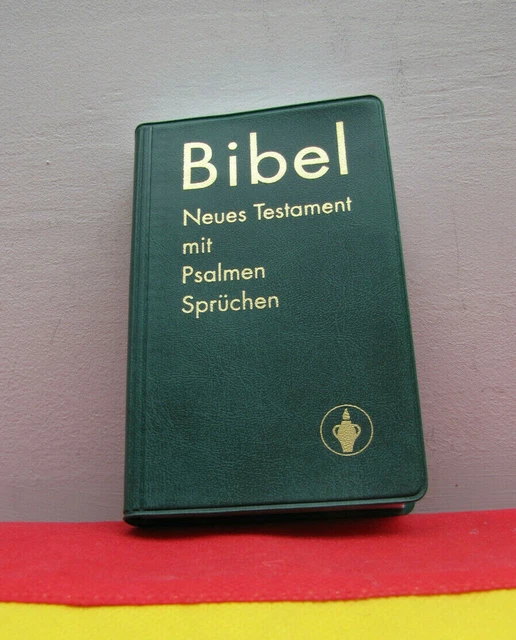 Bibel
Neues Testament
mit
Psalmen
Sprüchen